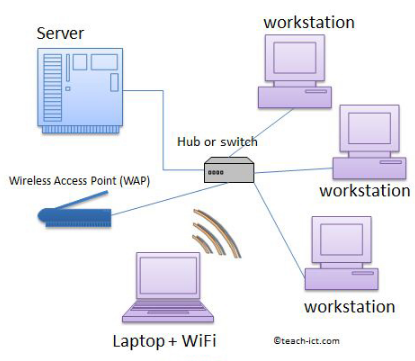 workstation
Server
Hub or switch
Wireless Access Point (WAP)
workstation
workstation
Laptop + WiFi
©teach-ict.com